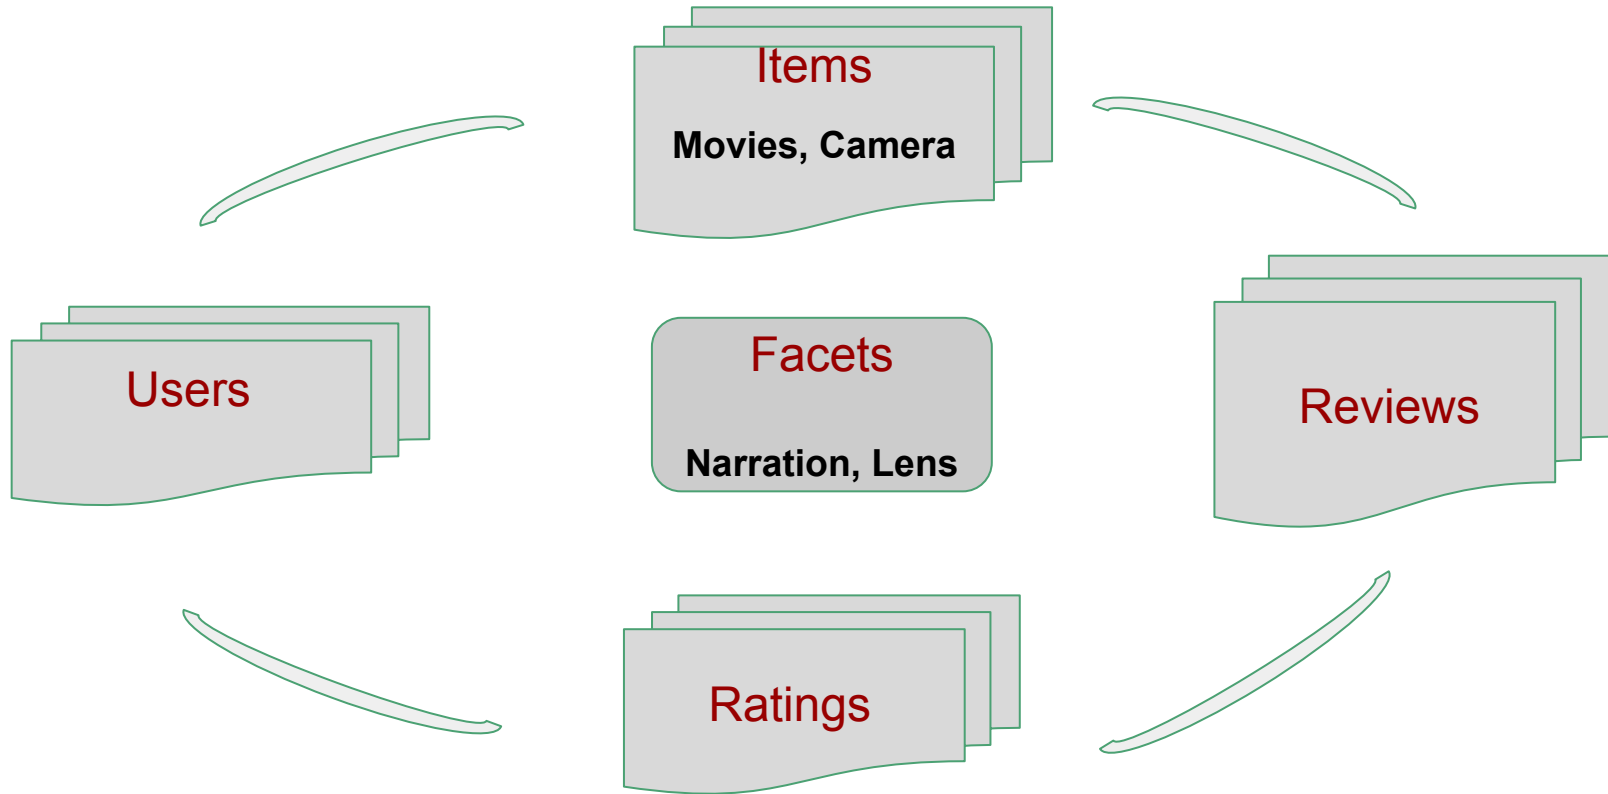 Items
Movies, Camera
Users
Facets
Narration, Lens
Reviews
Ratings